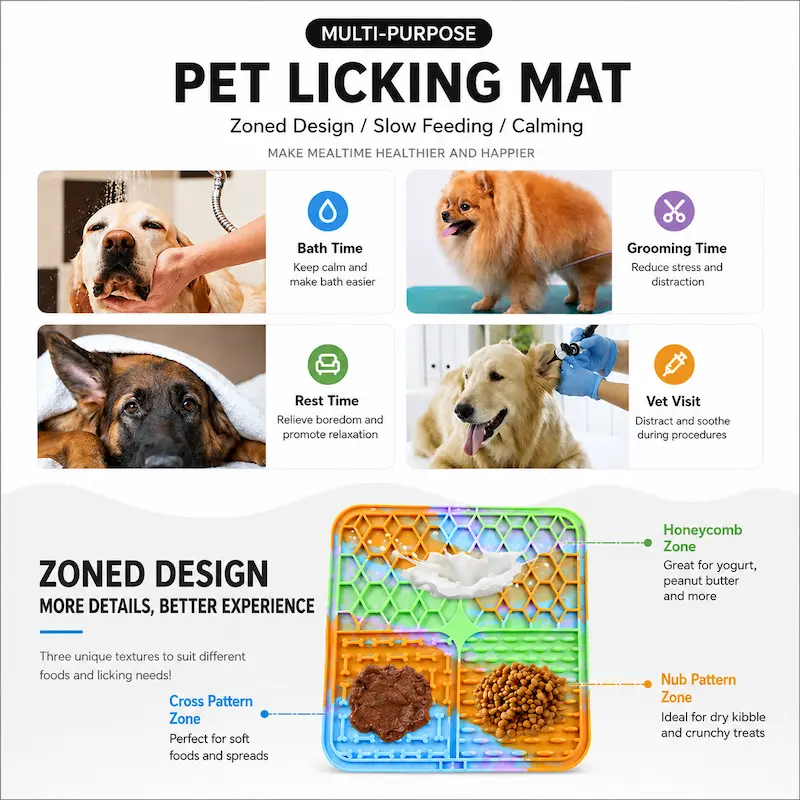 MULTI-PURPOSE
PET LICKING MAT
Zoned Design / Slow Feeding / Calming
MAKE MEALTIME HEALTHIER AND HAPPIER
Bath Time
Keep calm and
make bath easier
Grooming Time
Reduce stress and
distraction
Rest Time
Relieve boredom and
promote relaxation
Vet Visit
Distract and soothe
during procedures
ZONED DESIGN
MORE DETAILS, BETTER EXPERIENCE
Three unique textures to suit different
foods and licking needs!
Honeycomb
Zone
Great for yogurt,
peanut butter
and more
Cross Pattern
Zone
Perfect for soft
foods and spreads
Nub Pattern
Zone
Ideal for dry kibble
and crunchy treats